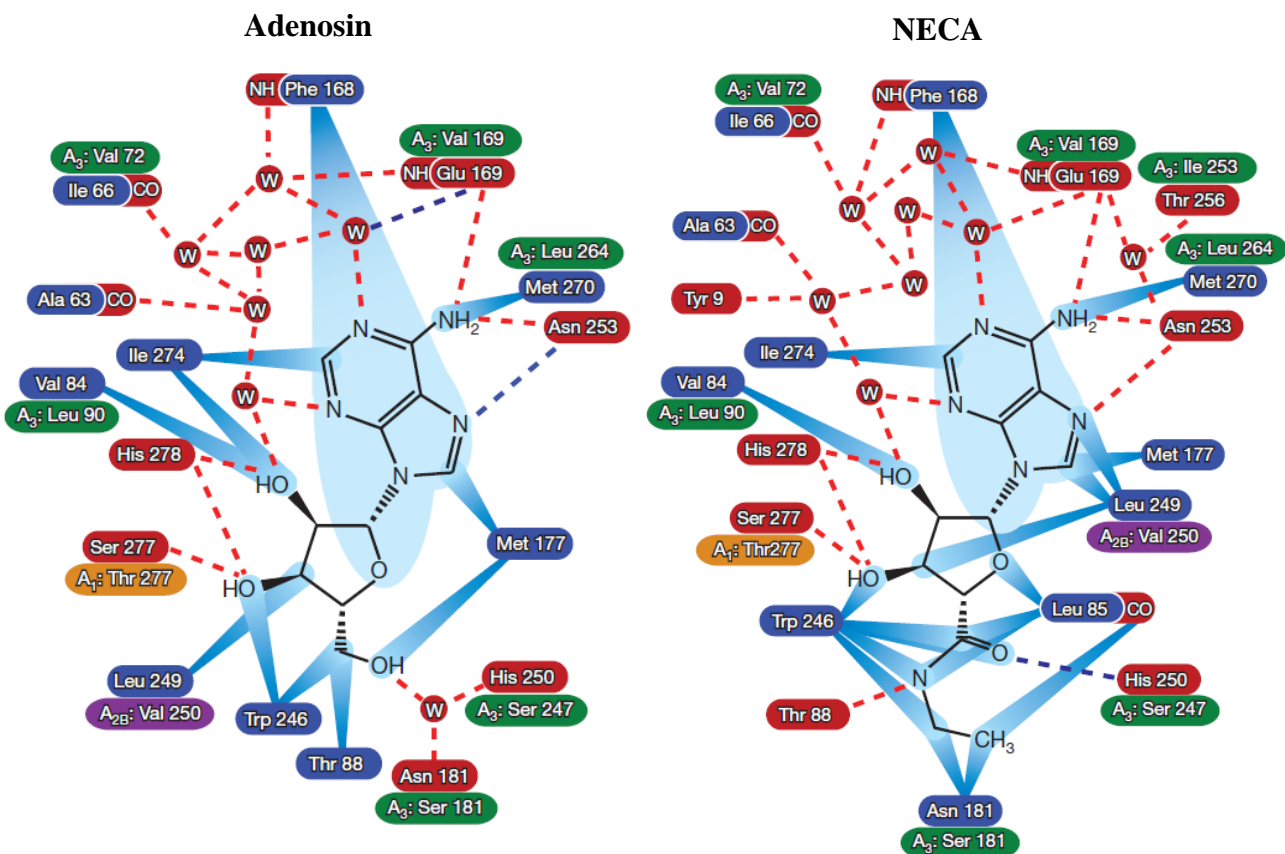 Adenosin
NH Phe 168
A3: Val 72
Ile 66 CO
A3: Val 169
NH Glu 169
W
W
W
W
A3: Leu 264
Met 270
Ala 63 CO
W
NH2
Asn 253
N
Ile 274
Val 84
A3: Leu 90
W
N
N
His 278
HO
N
Ser 277
A1: Thr 277
Met 177
O
HO
Leu 249
A2B: Val 250
OH
His 250
A3: Ser 247
W
Trp 246
Thr 88
Asn 181
A3: Ser 181
NECA
A3: Val 72
Ile 66 CO
NH Phe 168
A3: Val 169
NH Glu 169
W
A3: Ile 253
Thr 256
W
W
W
Ala 63 CO
W
A3: Leu 264
Met 270
W
Tyr 9
W
NH2
Asn 253
N
Ile 274
Val 84
A3: Leu 90
W
N
N
His 278
HO
N
Met 177
Leu 249
A2B: Val 250
Ser 277
A1: Thr277
O
HO
Leu 85 CO
Trp 246
O
N
His 250
A3: Ser 247
Thr 88
CH3
Asn 181
A3: Ser 181